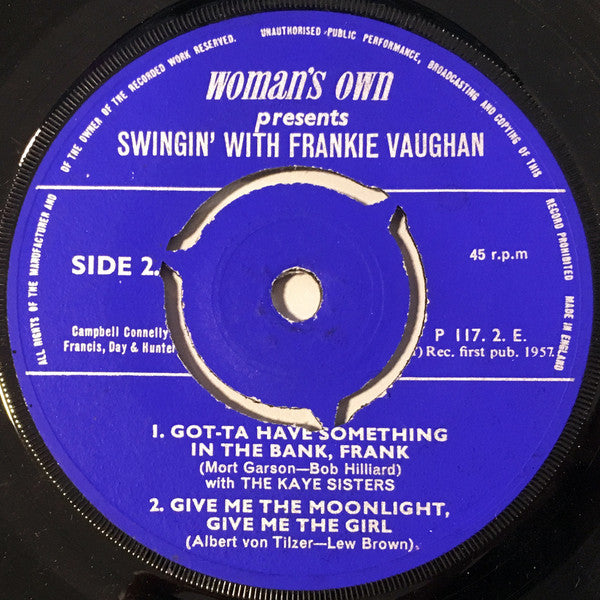 ALL RIGHTS OF THE MANUFACTURER AND OF THE OWNER OF THE RECORDED WORK RESERVED.
UNAUTHORISED PUBLIC PERFORMANCE, BROADCASTING AND COPYING OF THIS RECORD PROHIBITED
MADE IN ENGLAND
WOMAN'S OWN
presents
SWINGIN' WITH FRANKIE VAUGHAN
SIDE 2.
45 r.p.m
Campbell Connelly
Francis, Day & Hunter
P 117. 2. E.
) Rec. first pub. 1957
1. GOT-TA HAVE SOMETHING
IN THE BANK, FRANK
(Mort Garson—Bob Hilliard)
with THE KAYE SISTERS
2. GIVE ME THE MOONLIGHT,
GIVE ME THE GIRL
(Albert von Tilzer—Lew Brown).